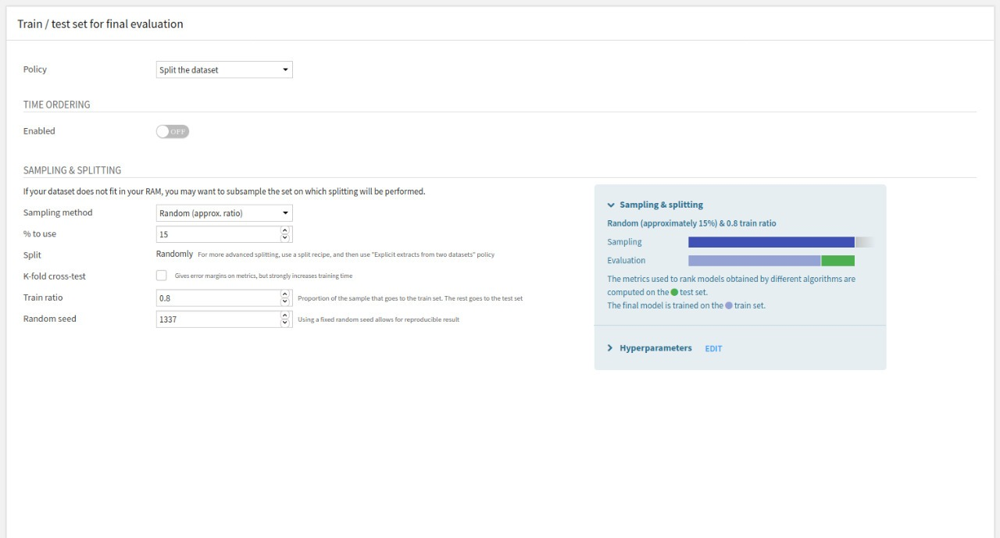 Train / test set for final evaluation
Policy
Split the dataset
TIME ORDERING
Enabled
OFF
SAMPLING & SPLITTING
If your dataset does not fit in your RAM, you may want to subsample the set on which splitting will be performed.
Sampling method
Random (approx. ratio)
% to use
15
Split
Randomly For more advanced splitting, use a split recipe, and then use "Explicit extracts from two datasets" policy
K-fold cross-test
Gives error margins on metrics, but strongly increases training time
Train ratio
0.8
Proportion of the sample that goes to the train set. The rest goes to the test set
Random seed
1337
Using a fixed random seed allows for reproducible result
Sampling & splitting
Random (approximately 15%) & 0.8 train ratio
Sampling
Evaluation
The metrics used to rank models obtained by different algorithms are
computed on the test set.
The final model is trained on the train set.
Hyperparameters EDIT